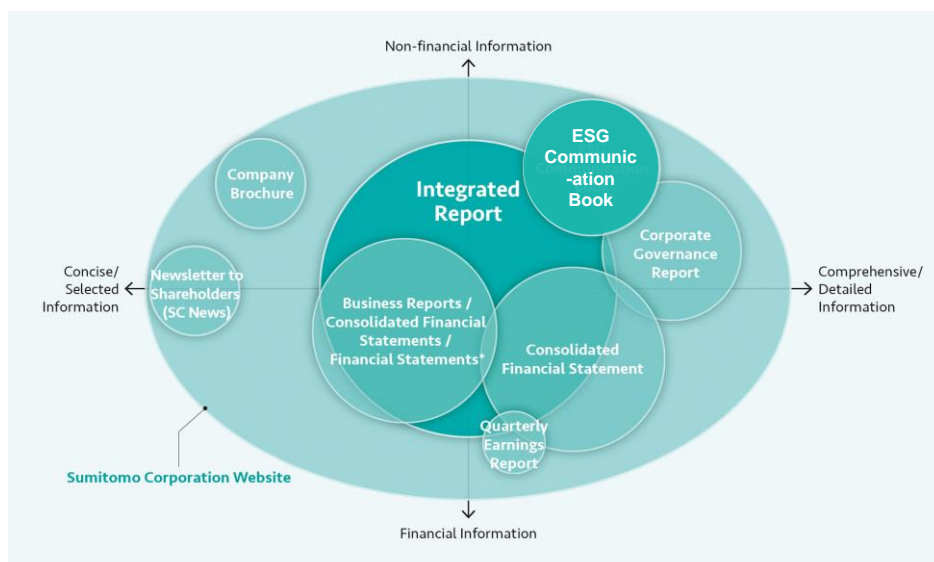 Non-financial Information
ESG
Communic
-ation
Book
Company
Brochure
Integrated
Report
Corporate
Governance
Report
Concise/
Selected
Information
Newsletter to
Shareholders
(SC News)
Comprehensive/
Detailed
Information
Business Reports /
Consolidated Financial
Statements /
Financial Statements*
Consolidated
Financial Statement
Quarterly
Earnings
Report
Sumitomo Corporation Website
Financial Information